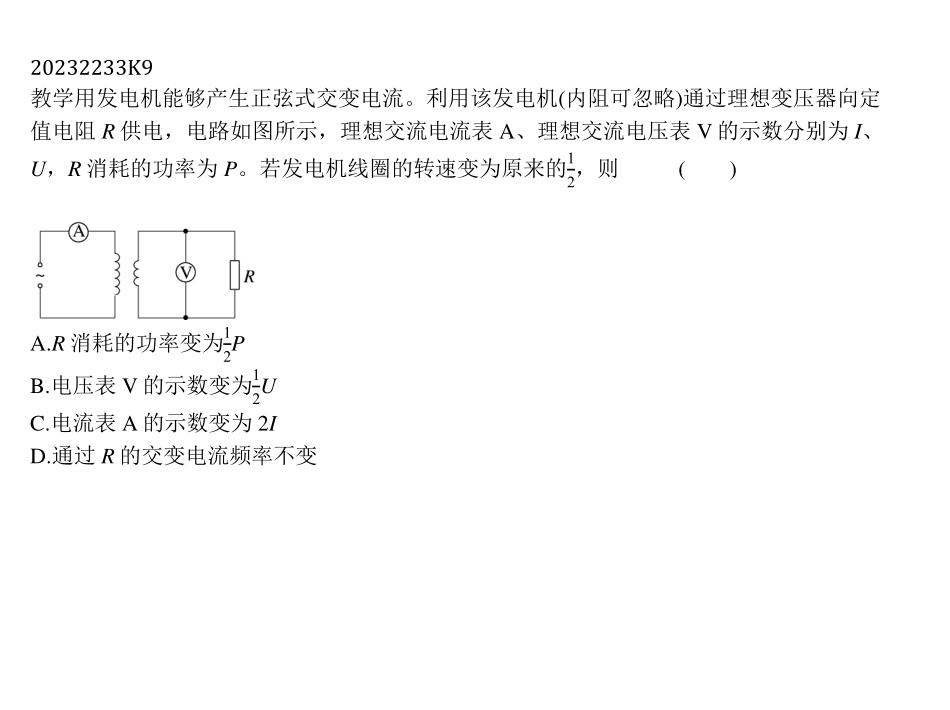 20232233K9
教学用发电机能够产生正弦式交变电流。利用该发电机(内阻可忽略)通过理想变压器向定
值电阻 R 供电，电路如图所示，理想交流电流表 A、理想交流电压表 V 的示数分别为 I、
U，R 消耗的功率为 P。若发电机线圈的转速变为原来的1/2，则 ( )
A
~
V
R
A.R 消耗的功率变为1/2P
B.电压表 V 的示数变为1/2U
C.电流表 A 的示数变为 2I
D.通过 R 的交变电流频率不变